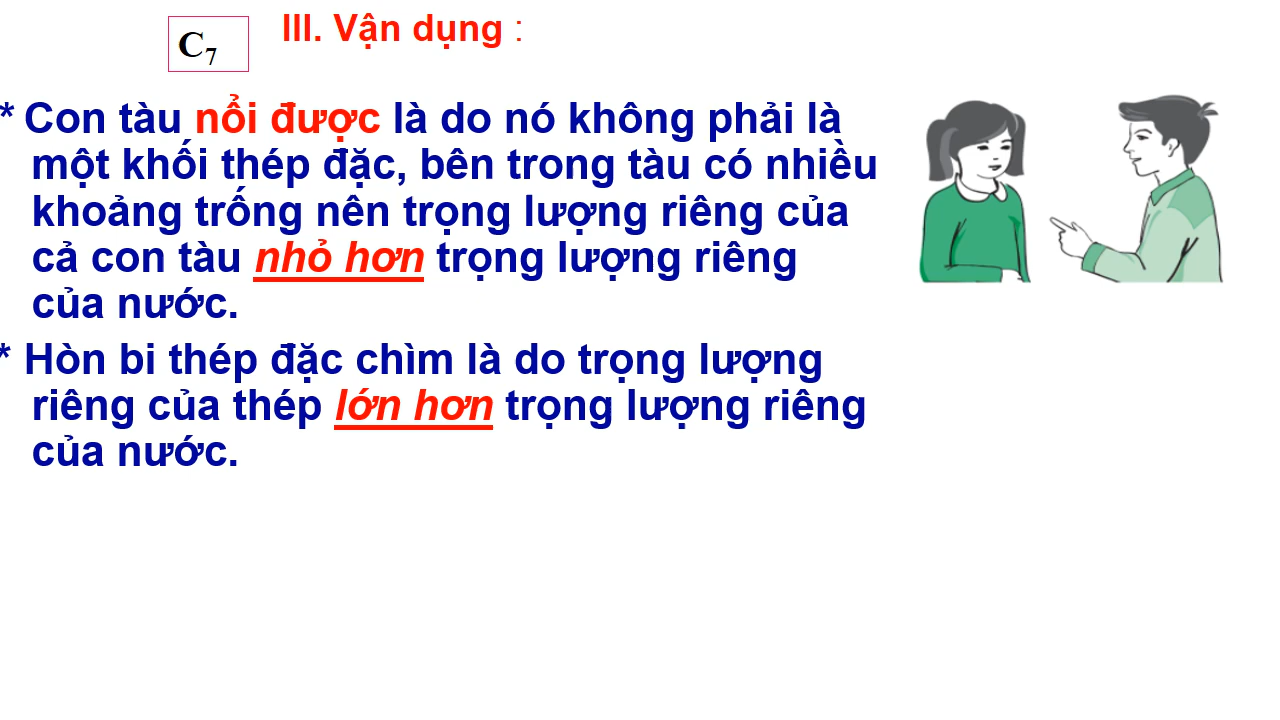 III. Vận dụng :
C7
* Con tàu nổi được là do nó không phải là
một khối thép đặc, bên trong tàu có nhiều
khoảng trống nên trọng lượng riêng của
cả con tàu nhỏ hơn trọng lượng riêng
của nước.
* Hòn bi thép đặc chìm là do trọng lượng
riêng của thép lớn hơn trọng lượng riêng
của nước.